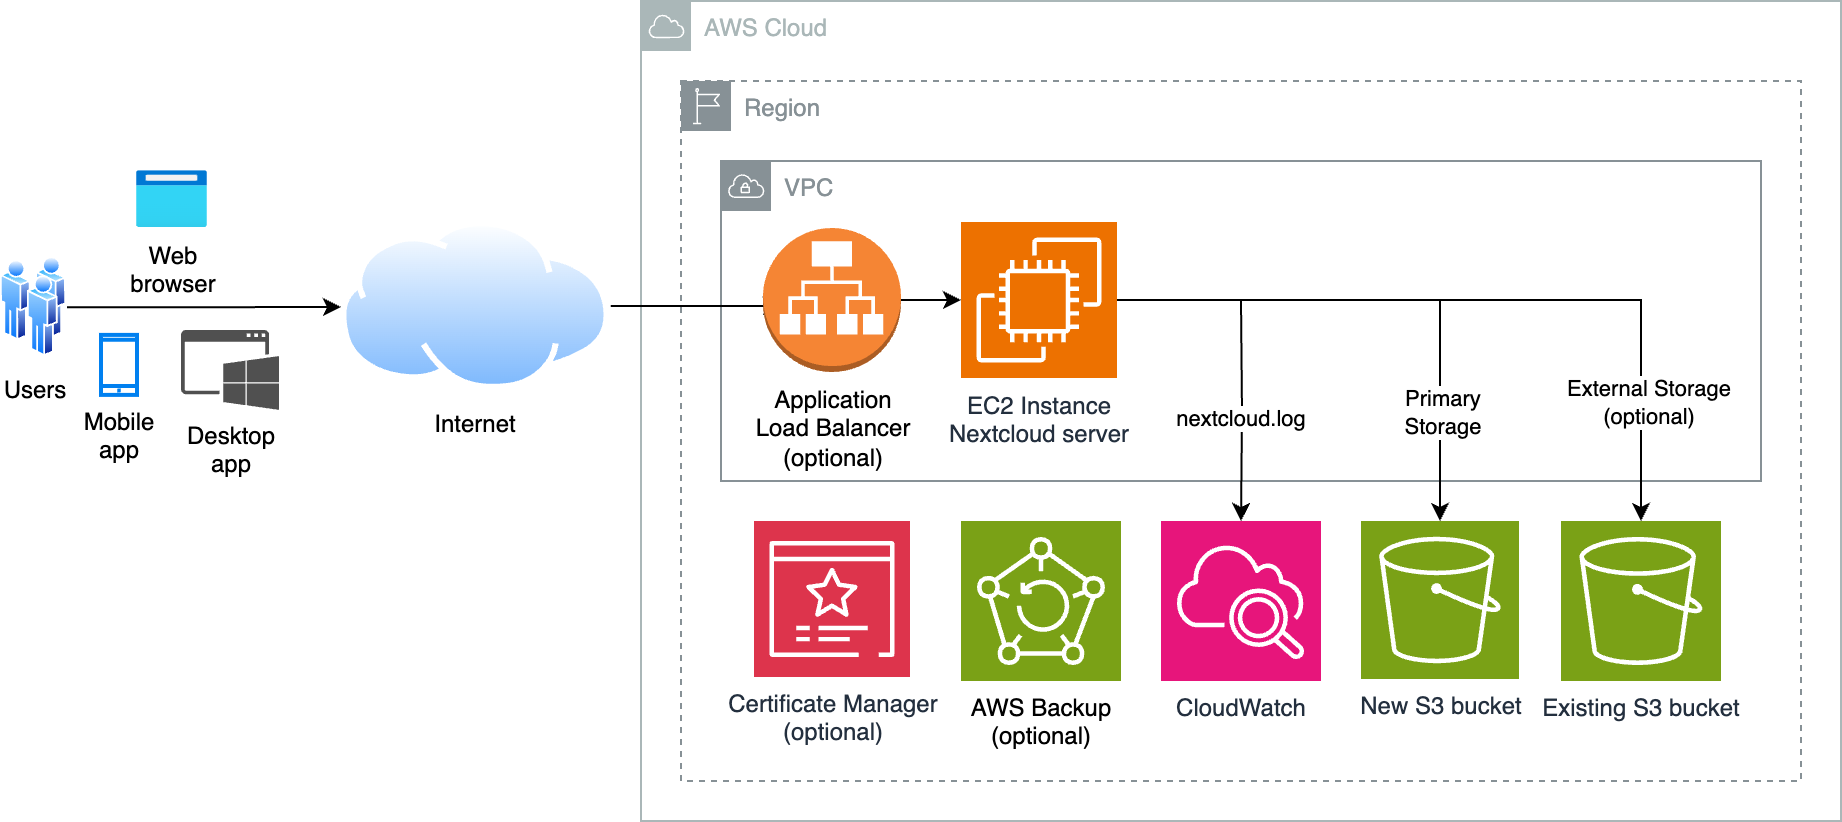 AWS Cloud
Region
VPC
Web
browser
Users
Mobile
app
Desktop
app
Internet
Application
Load Balancer
(optional)
EC2 Instance
Nextcloud server
nextcloud.log
Primary
Storage
External Storage
(optional)
Certificate Manager
(optional)
AWS Backup
(optional)
CloudWatch
New S3 bucket
Existing S3 bucket